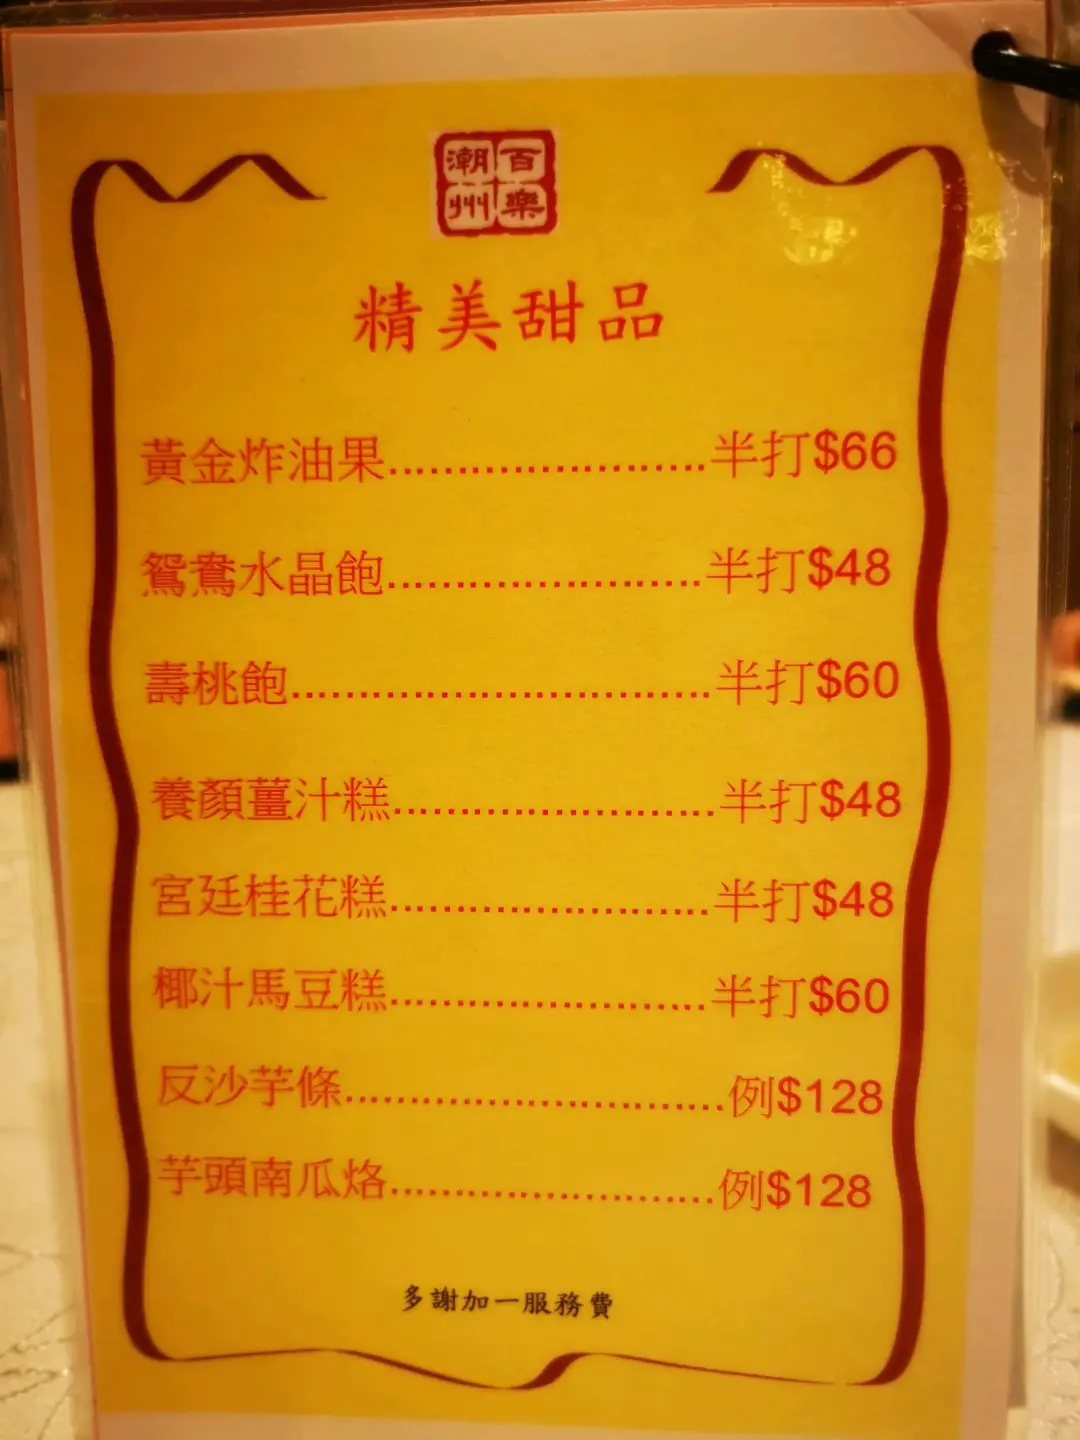 百樂
潮州
精美甜品
黃金炸油果........................半打$66
鴛鴦水晶飽........................半打$48
壽桃飽................................半打$60
養顏薑汁糕........................半打$48
宮廷桂花糕........................半打$48
椰汁馬豆糕........................半打$60
反沙芋條.............................例$128
芋頭南瓜烙.........................例$128
多謝加一服務費